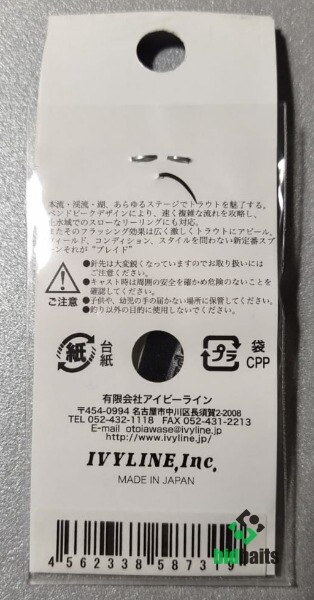 本流・渓流・湖、あらゆるステージでトラウトを魅了する。
ベンドピークデザインにより、速く複雑な流れを攻略し、
止水域でのスローなリーリングにも対応。
またそのフラッシング効果は広く激しくトラウトにアピール。
フィールド、コンディション、スタイルを問わない新定番スプ
ーンそれが“ブレイド”
●針先は大変鋭くなっていますのでお取り扱いには
ご注意ください。
●キャスト時は周囲の安全を確かめ危険のないことを
確認してください。
●子供や、幼児の手の届かない場所に保管してください。
●釣り以外の目的に使用しないでください。
ご注意
紙
台
紙
プラ
袋
CPP
有限会社アイビーライン
〒454-0994 名古屋市中川区長須賀2-2008
TEL 052-432-1118 FAX 052-431-2213
E-mail otoiawase@ivyline.jp/
http://www.ivyline.jp/
IVYLINE,Inc.
MADE IN JAPAN
bidbaits